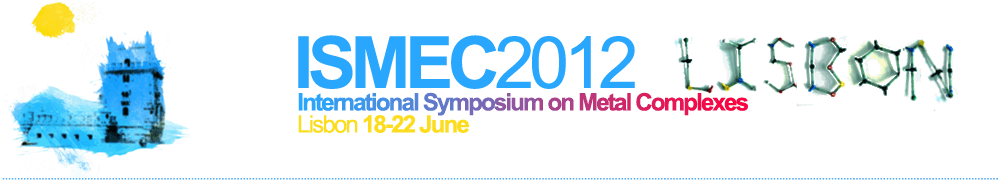 ISMEC2012
International Symposium on Metal Complexes
Lisbon 18-22 June
LISBON